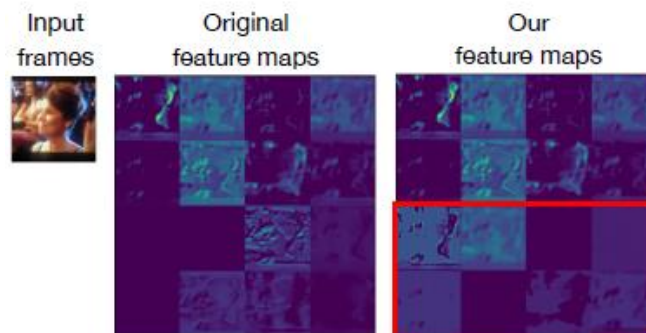 Input
frames
Original
feature maps
Our
feature maps